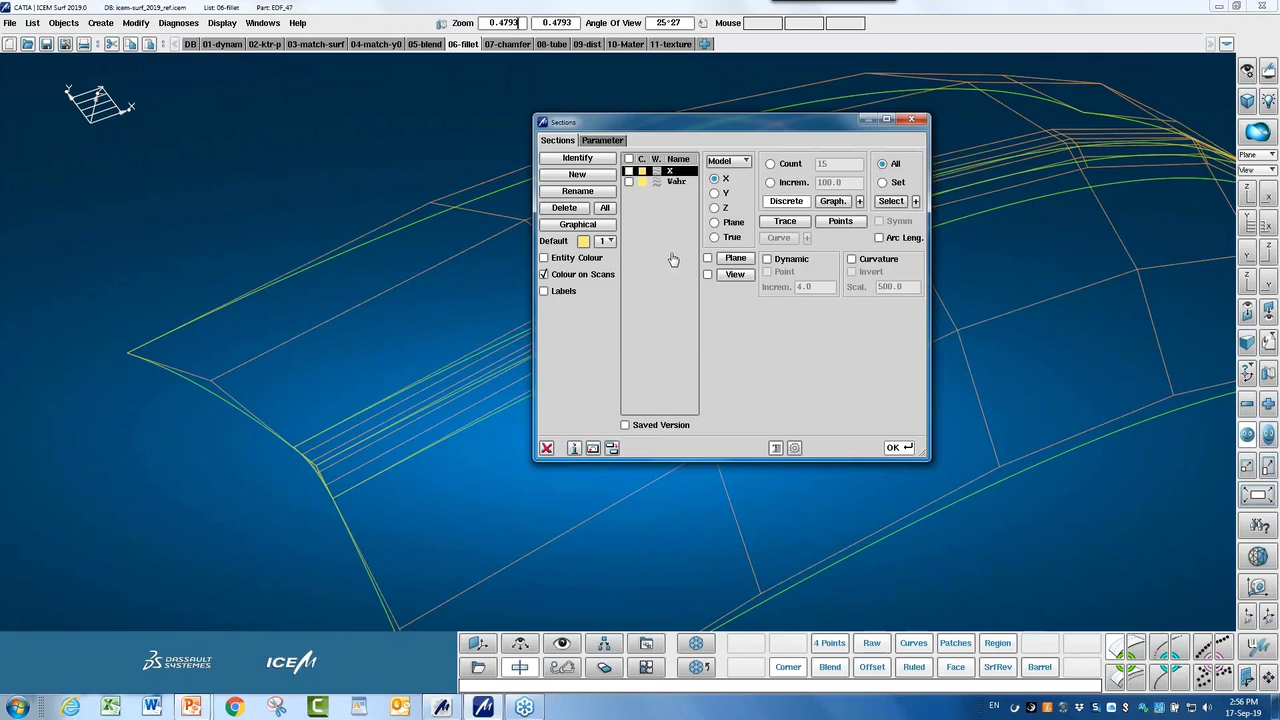 CATIA | ICEM Surf 2019.0 DB: icem-surf_2019_ref.icem List: 06-fillet Part: EDF_47
File List Objects Create Modify Diagnoses Display Windows Help
Zoom 0.4793 0.4793 Angle Of View 25°27 Mouse
DB 01-dynam 02-ktr-p 03-match-surf 04-match-y0 05-blend 06-fillet 07-chamfer 08-tube 09-dist 10-Mater 11-texture
Sections
Sections Parameter
Identify
New
Rename
Delete All
Graphical
Default 1
Entity Colour
Colour on Scans
Labels
C. W. Name
X
Wahr
Saved Version
Model
X
Y
Z
Plane
True
Plane
View
Count 15
Increm. 100.0
Discrete Graph. +
Trace Points
Curve +
Dynamic
Point
Increm. 4.0
All
Set
Select +
Symm
Arc Leng.
Curvature
Invert
Scal. 500.0
OK
Plane
View
4 Points Raw Curves Patches Region
Corner Blend Offset Ruled Face SrfRev Barrel
DASSAULT SYSTEMES
ICEM
EN
2:56 PM
17-Sep-19